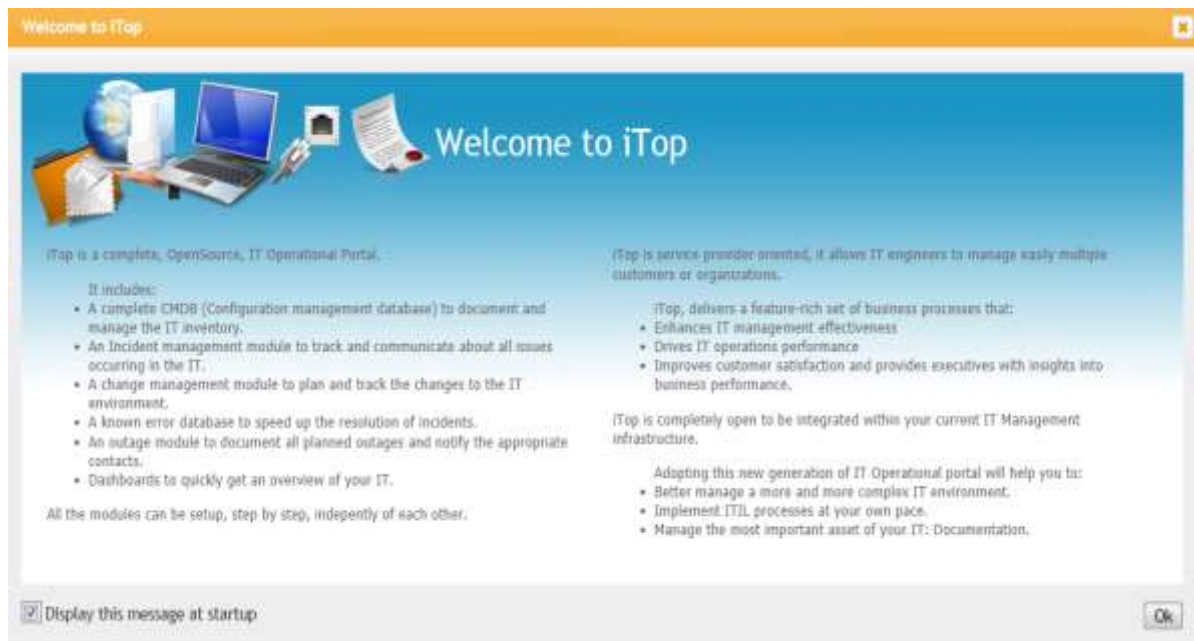 Welcome to iTop
Welcome to iTop
iTop is a complete, OpenSource, IT Operational Portal.
It includes:
• A complete CMDB (Configuration management database) to document and
manage the IT inventory.
• An Incident management module to track and communicate about all issues
occurring in the IT.
• A change management module to plan and track the changes to the IT
environment.
• A known error database to speed up the resolution of incidents.
• An outage module to document all planned outages and notify the appropriate
contacts.
• Dashboards to quickly get an overview of your IT.
All the modules can be setup, step by step, indepently of each other.
iTop is service provider oriented, it allows IT engineers to manage easily multiple
customers or organizations.
iTop, delivers a feature-rich set of business processes that:
• Enhances IT management effectiveness
• Drives IT operations performance
• Improves customer satisfaction and provides executives with insights into
business performance.
iTop is completely open to be integrated within your current IT Management
infrastructure.
Adopting this new generation of IT Operational portal will help you to:
• Better manage a more and more complex IT environment.
• Implement ITIL processes at your own pace.
• Manage the most important asset of your IT: Documentation.
Display this message at startup
Ok